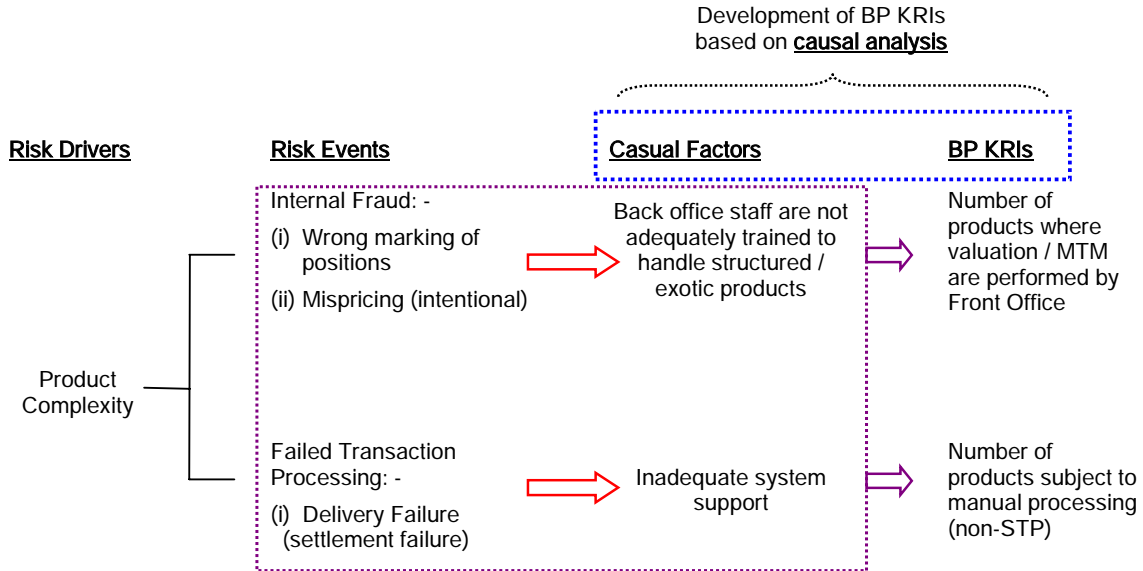 Development of BP KRIs
based on causal analysis
Risk Drivers
Risk Events
Casual Factors
BP KRIs
Internal Fraud: -
(i) Wrong marking of
positions
(ii) Mispricing (intentional)
Back office staff are not
adequately trained to
handle structured /
exotic products
Number of
products where
valuation / MTM
are performed by
Front Office
Product
Complexity
Failed Transaction
Processing: -
(i) Delivery Failure
(settlement failure)
Inadequate system
support
Number of
products subject to
manual processing
(non-STP)